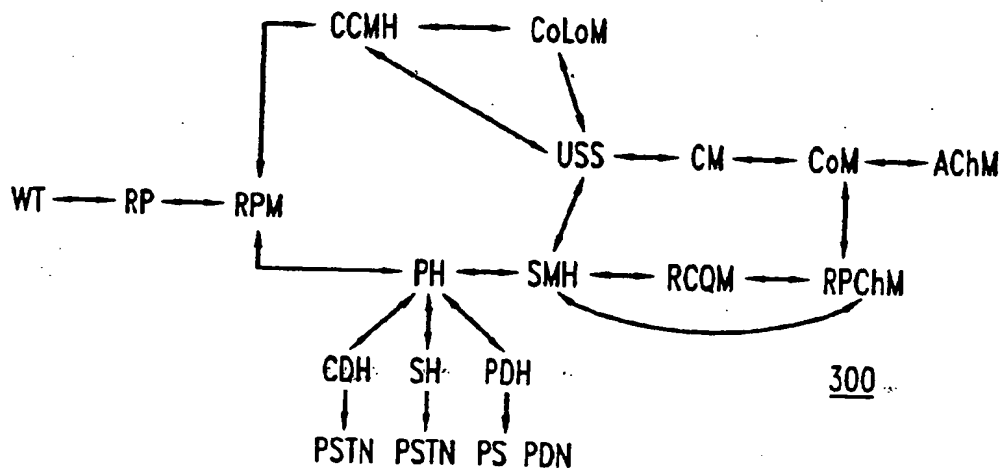 CCMH CoLoM
USS CM CoM AChM
WT RP RPM
PH SMH RCQM RPChM
CDH SH PDH
300
PSTN PSTN PS PDN